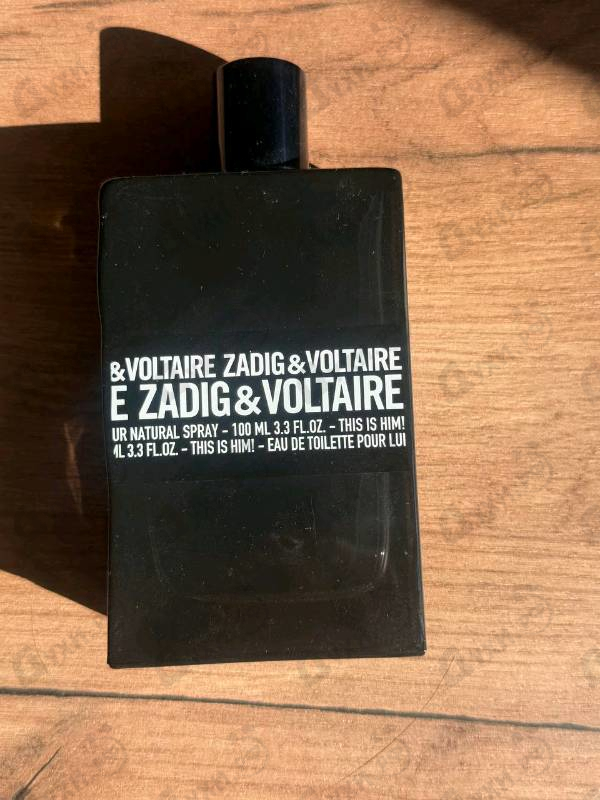 &VOLTAIRE ZADIG&VOLTAIRE
E ZADIG&VOLTAIRE
UR NATURAL SPRAY – 100 ML 3.3 FL.OZ. – THIS IS HIM!
ML 3.3 FL.OZ. – THIS IS HIM! – EAU DE TOILETTE POUR LUI